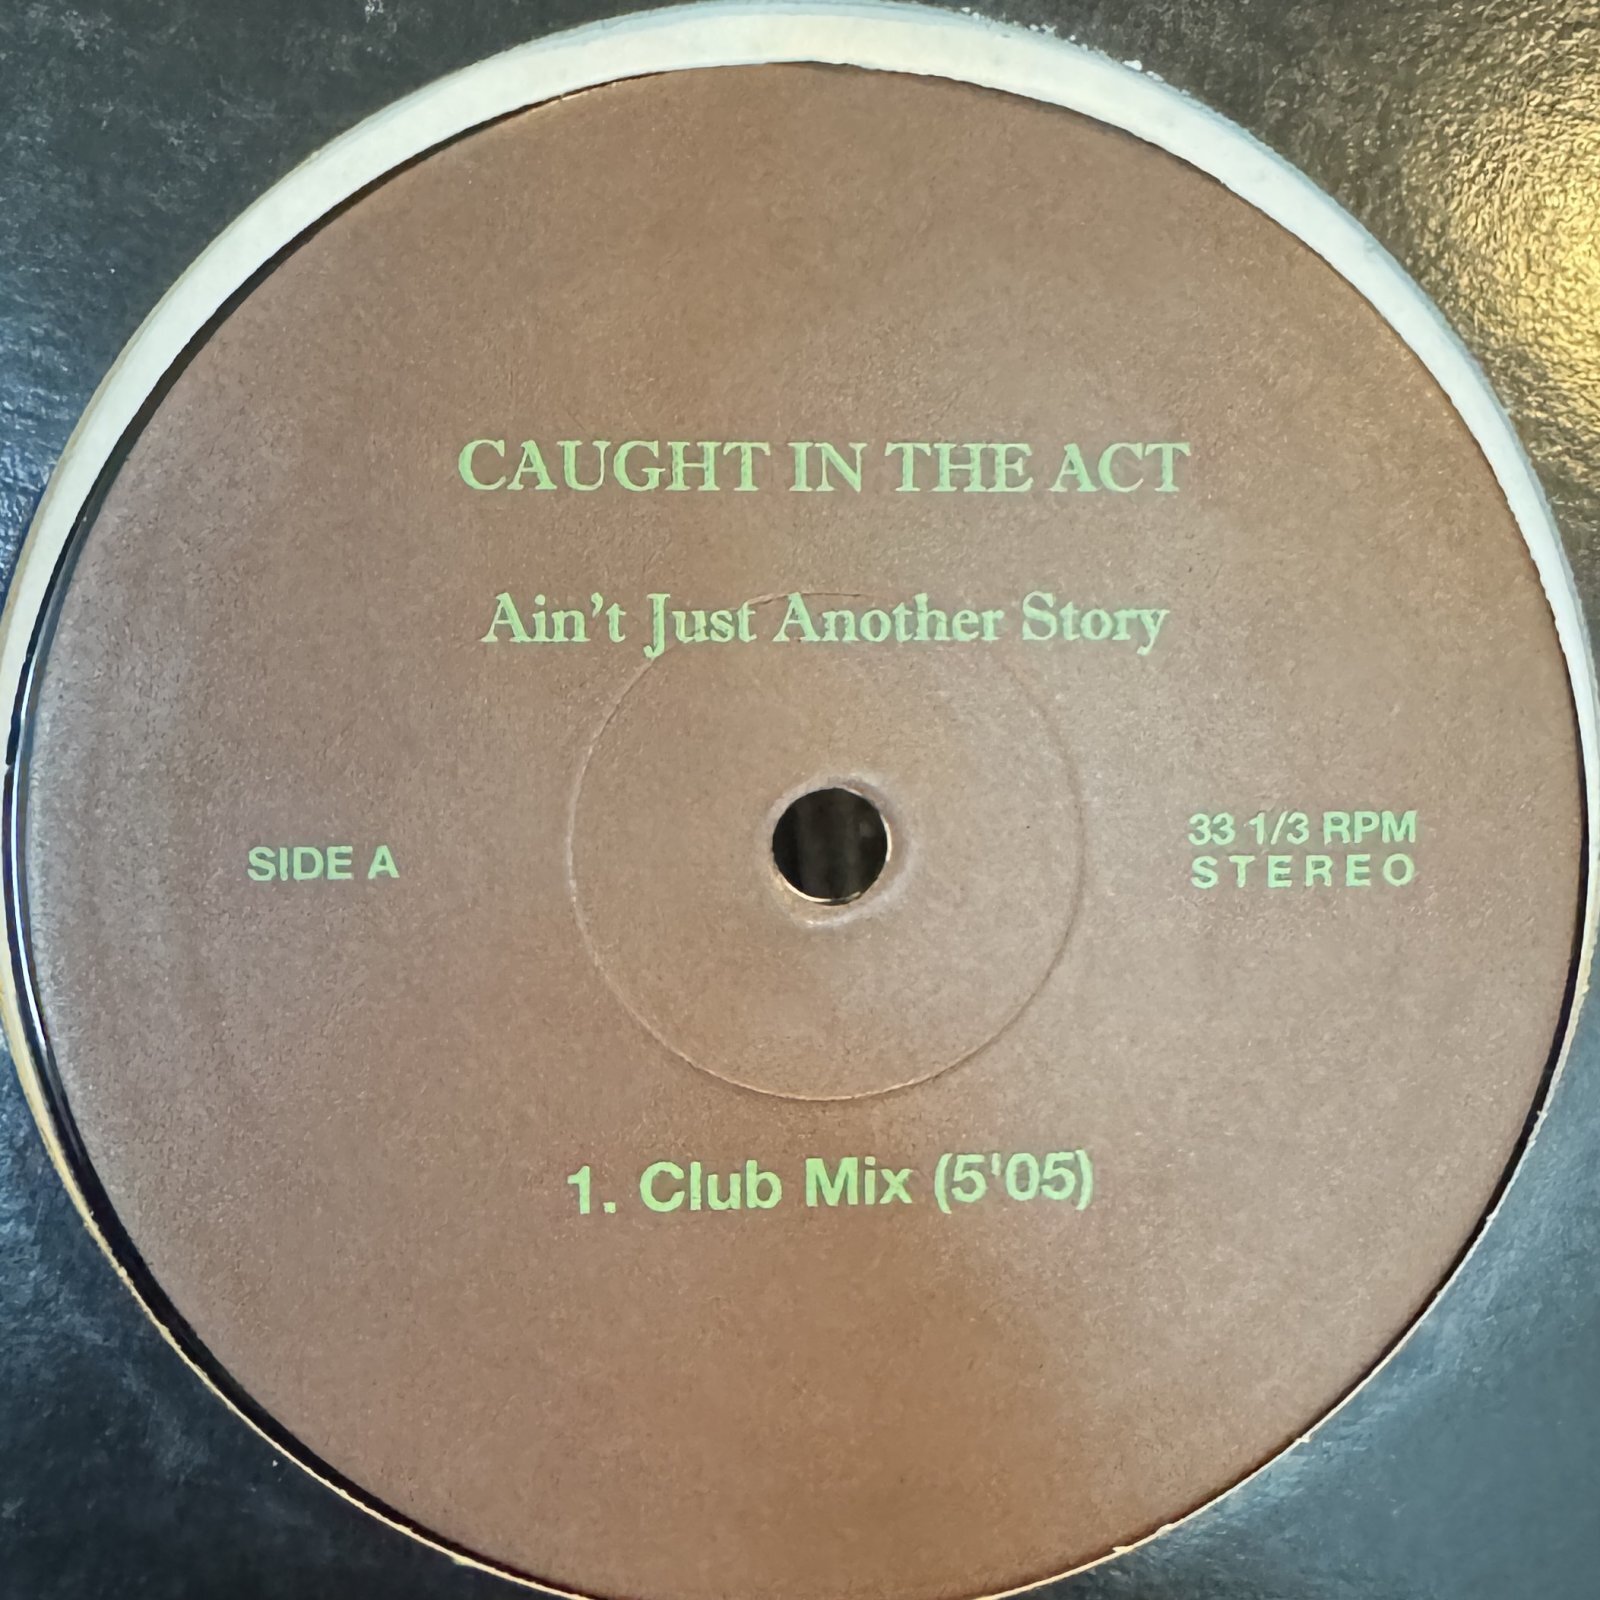 CAUGHT IN THE ACT
Ain't Just Another Story
SIDE A
33 1/3 RPM
STEREO
1. Club Mix (5'05)